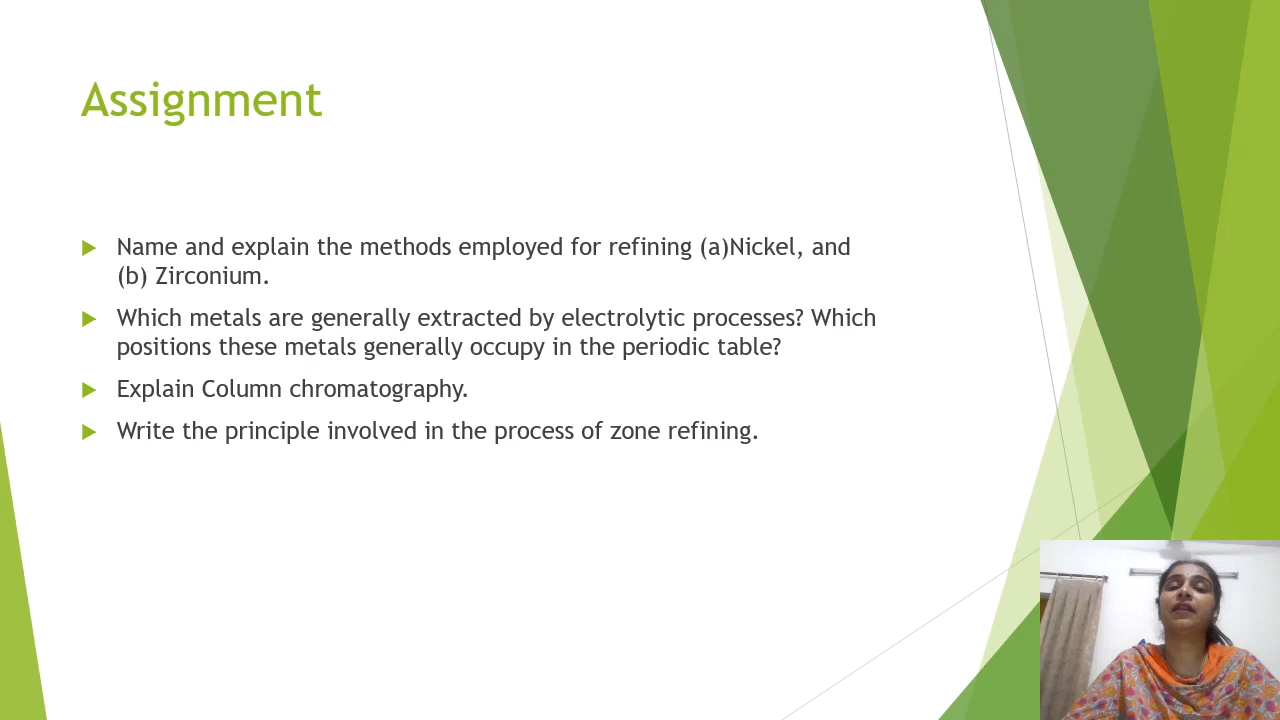 Assignment
Name and explain the methods employed for refining (a)Nickel, and
(b) Zirconium.
Which metals are generally extracted by electrolytic processes? Which
positions these metals generally occupy in the periodic table?
Explain Column chromatography.
Write the principle involved in the process of zone refining.